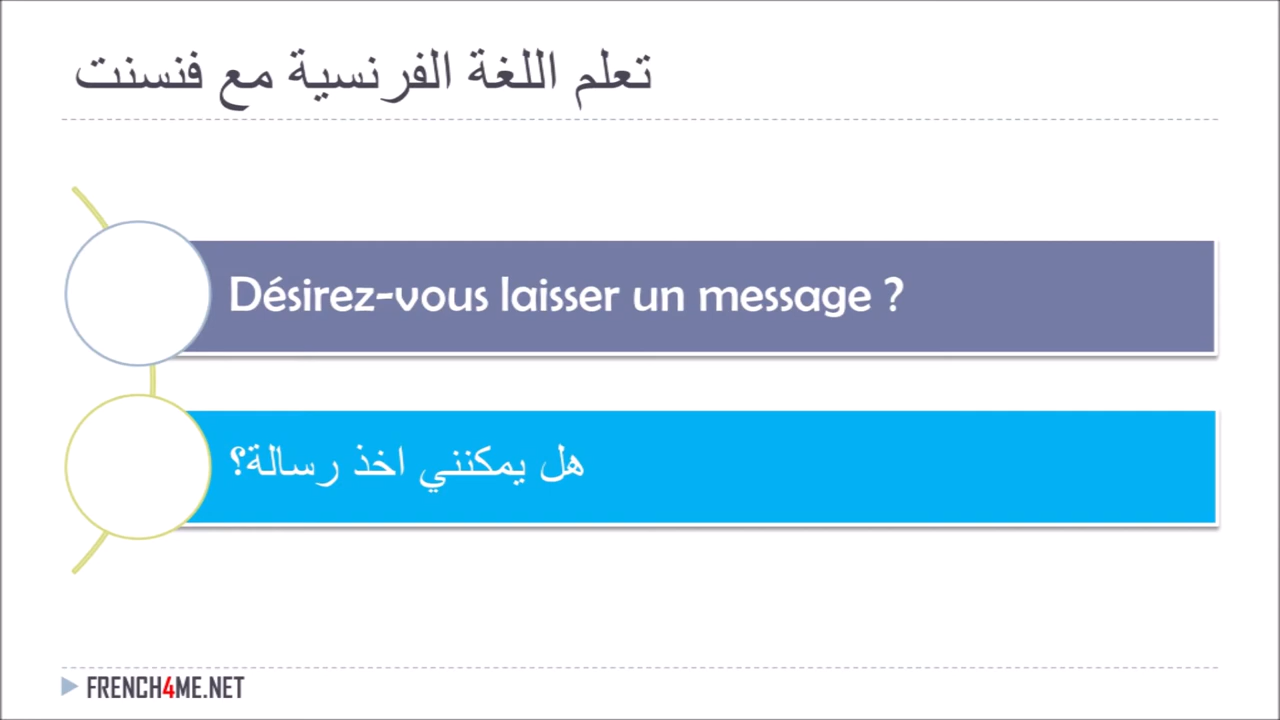 تعلم اللغة الفرنسية مع فنسنت
Désirez-vous laisser un message ?
هل يمكنني اخذ رسالة؟
FRENCH4ME.NET